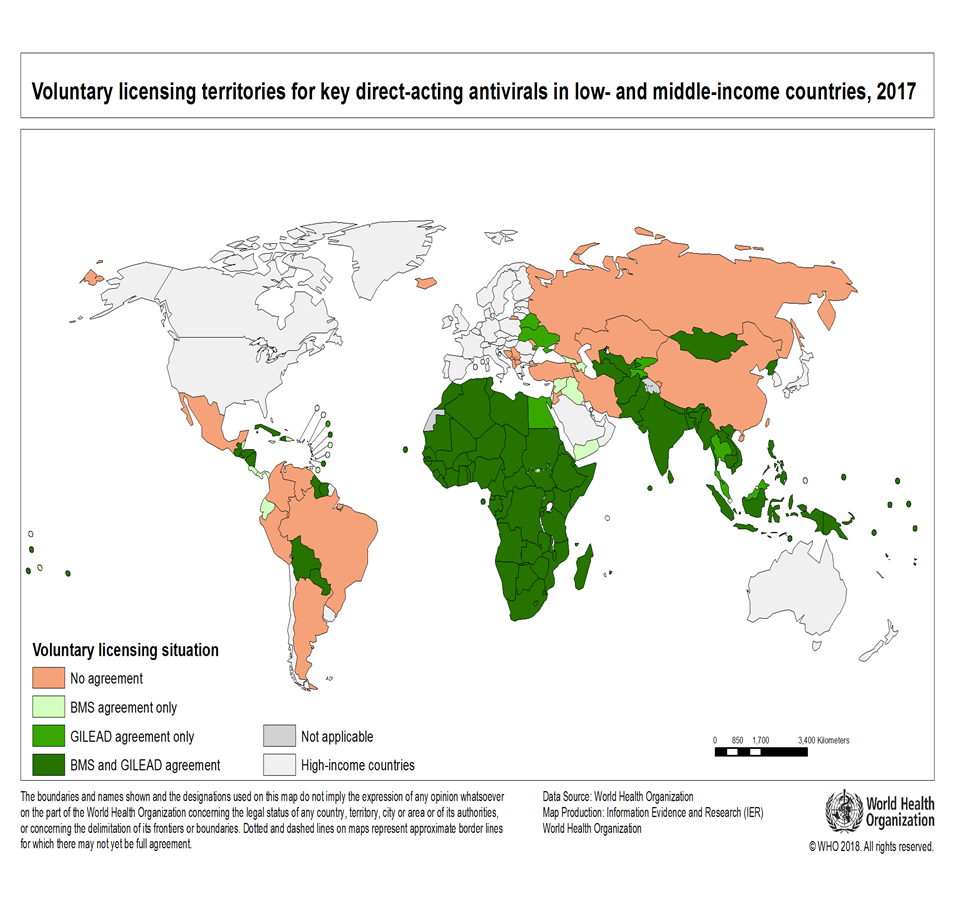 Voluntary licensing territories for key direct-acting antivirals in low- and middle-income countries, 2017
Voluntary licensing situation
No agreement
BMS agreement only
GILEAD agreement only
BMS and GILEAD agreement
Not applicable
High-income countries
0 850 1,700 3,400 Kilometers
The boundaries and names shown and the designations used on this map do not imply the expression of any opinion whatsoever
on the part of the World Health Organization concerning the legal status of any country, territory, city or area or of its authorities,
or concerning the delimitation of its frontiers or boundaries. Dotted and dashed lines on maps represent approximate border lines
for which there may not yet be full agreement.
Data Source: World Health Organization
Map Production: Information Evidence and Research (IER)
World Health Organization
World Health
Organization
© WHO 2018. All rights reserved.